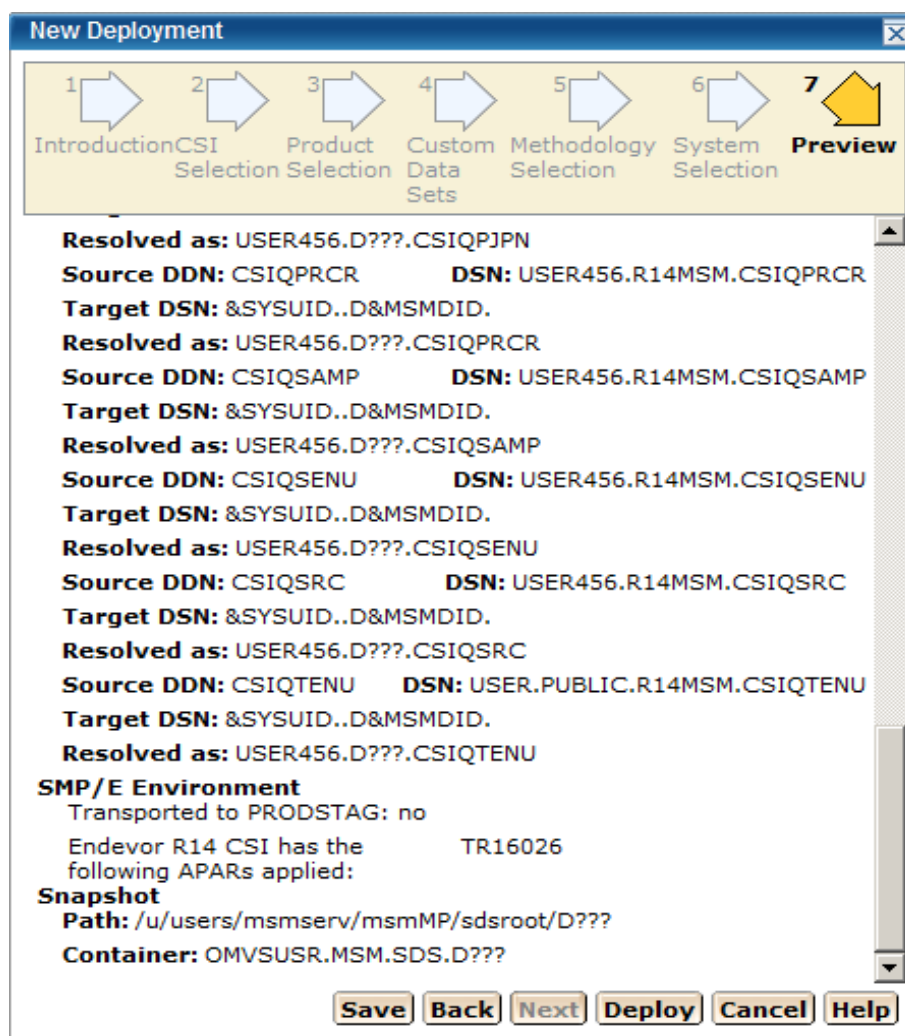 New Deployment
1 2 3 4 5 6 7
Introduction CSI Selection Product Selection Custom Data Sets Methodology Selection System Selection Preview
Resolved as: USER456.D???.CSIQPJPN
Source DDN: CSIQPRCR DSN: USER456.R14MSM.CSIQPRCR
Target DSN: &SYSUID..D&MSMDID.
Resolved as: USER456.D???.CSIQPRCR
Source DDN: CSIQSAMP DSN: USER456.R14MSM.CSIQSAMP
Target DSN: &SYSUID..D&MSMDID.
Resolved as: USER456.D???.CSIQSAMP
Source DDN: CSIQSENU DSN: USER456.R14MSM.CSIQSENU
Target DSN: &SYSUID..D&MSMDID.
Resolved as: USER456.D???.CSIQSENU
Source DDN: CSIQSRC DSN: USER456.R14MSM.CSIQSRC
Target DSN: &SYSUID..D&MSMDID.
Resolved as: USER456.D???.CSIQSRC
Source DDN: CSIQTENU DSN: USER.PUBLIC.R14MSM.CSIQTENU
Target DSN: &SYSUID..D&MSMDID.
Resolved as: USER456.D???.CSIQTENU
SMP/E Environment
Transported to PRODSTAG: no
Endevor R14 CSI has the TR16026
following APARs applied:
Snapshot
Path: /u/users/msmserv/msmMP/sdsroot/D???
Container: OMVSUSR.MSM.SDS.D???
Save Back Next Deploy Cancel Help